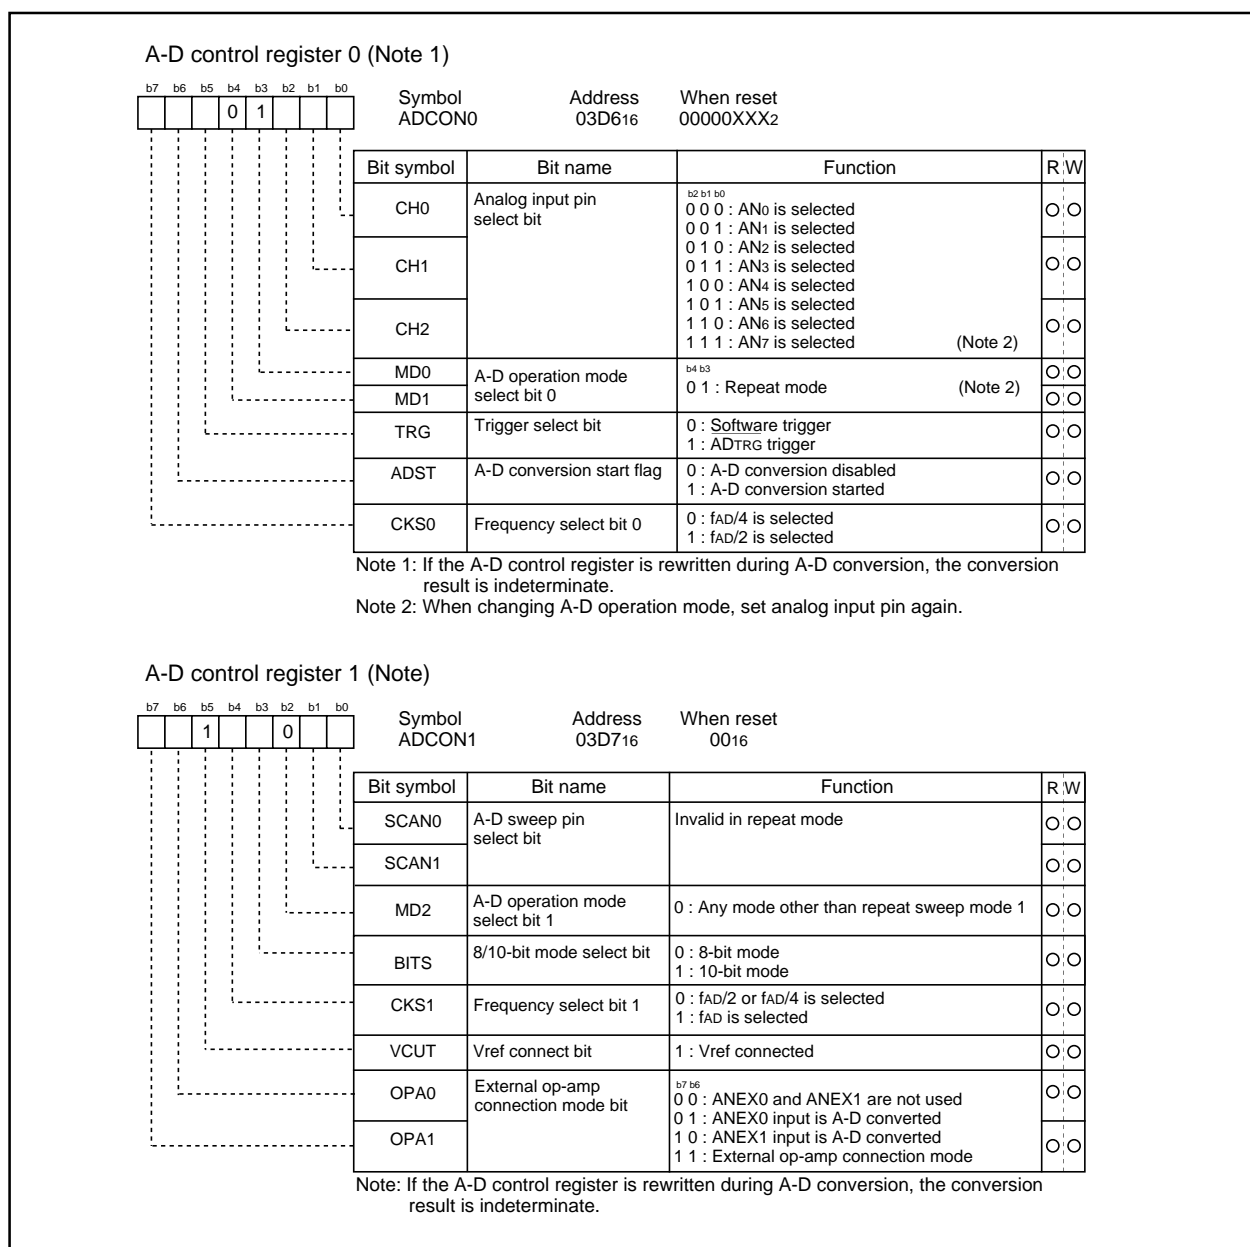 A-D control register 0 (Note 1)
b7 b6 b5 b4 b3 b2 b1 b0
0 1
Symbol Address When reset
ADCON0 03D616 00000XXX2
Bit symbol Bit name Function R W
CH0 Analog input pin select bit
b2 b1 b0
0 0 0 : AN0 is selected
0 0 1 : AN1 is selected
0 1 0 : AN2 is selected
CH1
0 1 1 : AN3 is selected
1 0 0 : AN4 is selected
1 0 1 : AN5 is selected
CH2
1 1 0 : AN6 is selected
1 1 1 : AN7 is selected (Note 2)
MD0 A-D operation mode select bit 0
b4 b3
0 1 : Repeat mode (Note 2)
MD1
TRG Trigger select bit
0 : Software trigger
1 : ADTRG trigger
ADST A-D conversion start flag
0 : A-D conversion disabled
1 : A-D conversion started
CKS0 Frequency select bit 0
0 : fAD/4 is selected
1 : fAD/2 is selected
Note 1: If the A-D control register is rewritten during A-D conversion, the conversion
result is indeterminate.
Note 2: When changing A-D operation mode, set analog input pin again.
A-D control register 1 (Note)
b7 b6 b5 b4 b3 b2 b1 b0
1 0
Symbol Address When reset
ADCON1 03D716 0016
Bit symbol Bit name Function R W
SCAN0 A-D sweep pin select bit
Invalid in repeat mode
SCAN1
MD2 A-D operation mode select bit 1
0 : Any mode other than repeat sweep mode 1
BITS 8/10-bit mode select bit
0 : 8-bit mode
1 : 10-bit mode
CKS1 Frequency select bit 1
0 : fAD/2 or fAD/4 is selected
1 : fAD is selected
VCUT Vref connect bit
1 : Vref connected
OPA0 External op-amp connection mode bit
b7 b6
0 0 : ANEX0 and ANEX1 are not used
0 1 : ANEX0 input is A-D converted
OPA1
1 0 : ANEX1 input is A-D converted
1 1 : External op-amp connection mode
Note: If the A-D control register is rewritten during A-D conversion, the conversion
result is indeterminate.